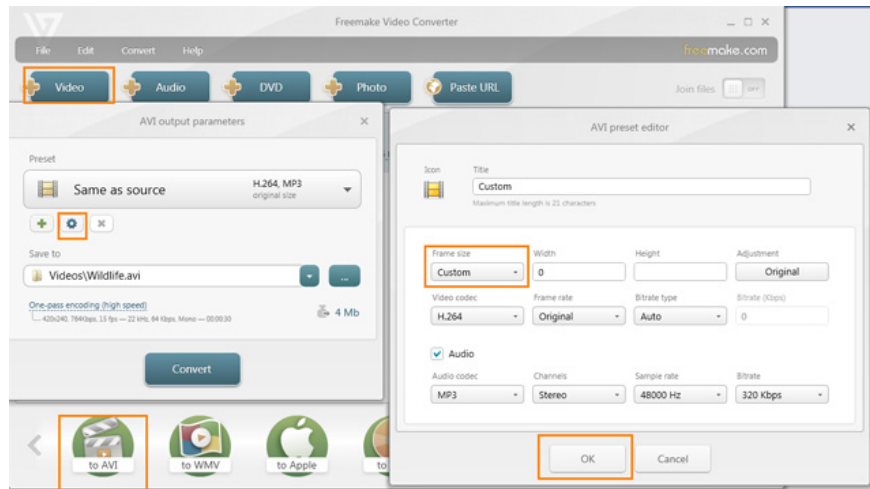 Freemake Video Converter
File Edit Convert Help
freemake.com
Video Audio DVD Photo Paste URL
Join files OFF
AVI output parameters
Preset
Same as source
H.264, MP3
original size
Save to
Videos\Wildlife.avi
...
One-pass encoding (high speed)
420x240, 764Kbps, 15 fps — 22 kHz, 64 Kbps, Mono — 00:00:30
4 Mb
Convert
to AVI
to WMV
to Apple
to
AVI preset editor
Icon Title
Custom
Maximum title length is 21 characters
Frame size Width Height Adjustment
Custom 0 Original
Video codec Frame rate Bitrate type Bitrate (Kbps)
H.264 Original Auto 0
Audio
Audio codec Channels Sample rate Bitrate
MP3 Stereo 48000 Hz 320 Kbps
OK Cancel